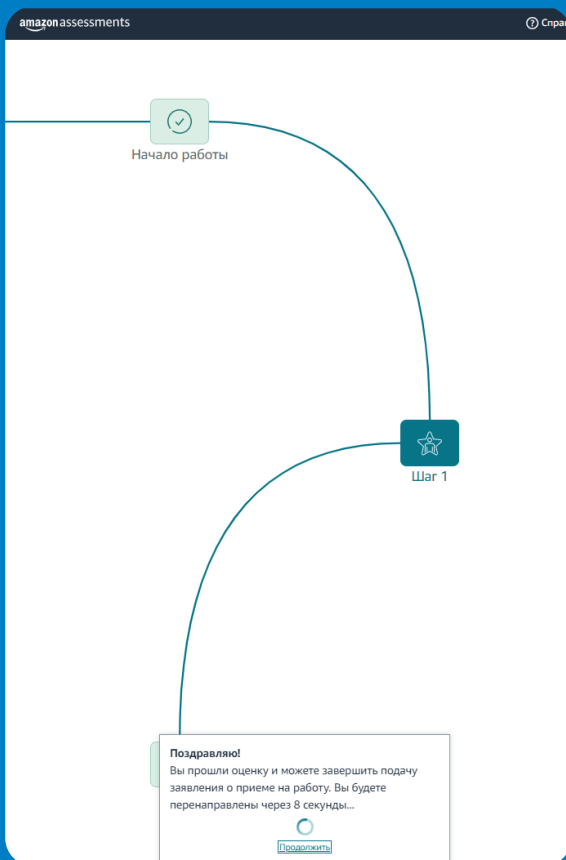 amazon assessments
Начало работы
Шаг 1
Поздравляю!
Вы прошли оценку и можете завершить подачу
заявления о приеме на работу. Вы будете
перенаправлены через 8 секунды...
Продолжить